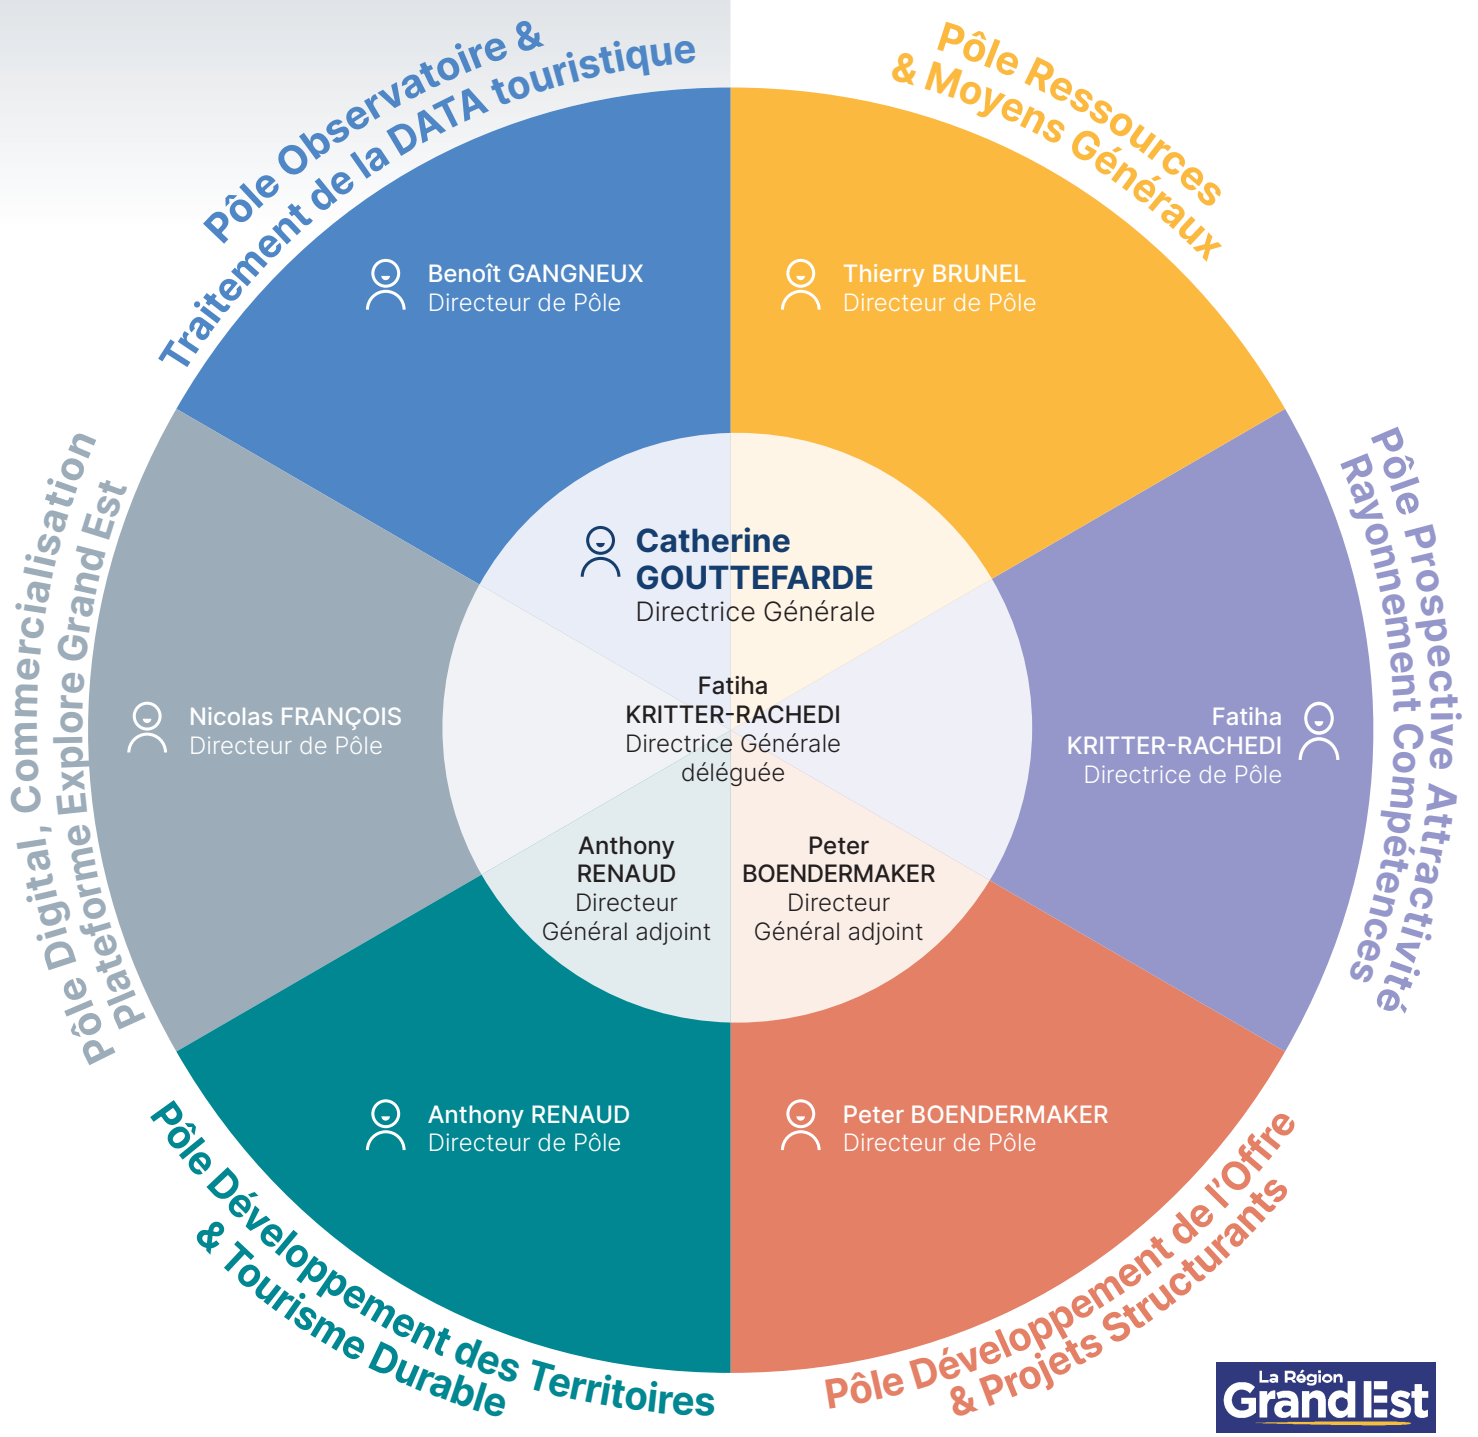 Pôle Observatoire &
Traitement de la DATA touristique
Pôle Ressources
& Moyens Généraux
Benoît GANGNEUX
Directeur de Pôle
Thierry BRUNEL
Directeur de Pôle
Catherine
GOUTTEFARDE
Directrice Générale
Fatiha
KRITTER-RACHEDI
Directrice Générale
déléguée
Anthony
RENAUD
Directeur
Général adjoint
Peter
BOENDERMAKER
Directeur
Général adjoint
Pôle Digital, Commercialisation
Plateforme Explore Grand Est
Nicolas FRANÇOIS
Directeur de Pôle
Fatiha
KRITTER-RACHEDI
Directrice de Pôle
Pôle Prospective Attractivité
Rayonnement Compétences
Anthony RENAUD
Directeur de Pôle
Peter BOENDERMAKER
Directeur de Pôle
Pôle Développement des Territoires
& Tourisme Durable
Pôle Développement de l'Offre
& Projets Structurants
La Région
Grand Est